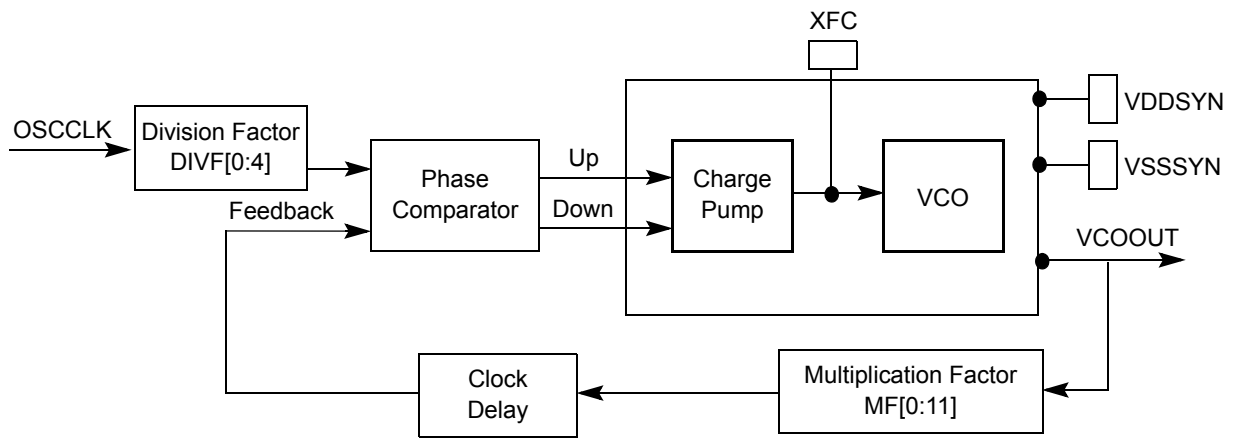 XFC
OSCCLK
Division Factor
DIVF[0:4]
VDDSYN
VSSSYN
Up
Down
Phase
Comparator
Feedback
Charge
Pump
VCO
VCOOUT
Clock
Delay
Multiplication Factor
MF[0:11]